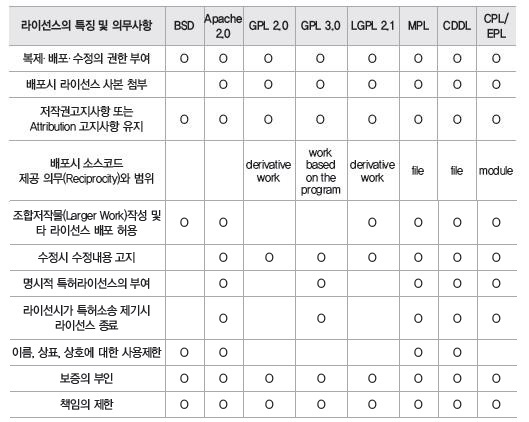 라이선스의 특징 및 의무사항 BSD Apache 2.0 GPL 2.0 GPL 3.0 LGPL 2.1 MPL CDDL CPL/EPL
복제·배포·수정의 권한 부여 O O O O O O O O
배포시 라이선스 사본 첨부 O O O O O O O
저작권고지사항 또는
Attribution 고지사항 유지 O O O O O O O O
배포시 소스코드
제공 의무(Reciprocity)와 범위 derivative work work based on the program derivative work file file module
조합저작물(Larger Work)작성 및
타 라이선스 배포 허용 O O O O O O
수정시 수정내용 고지 O O O O O O O
명시적 특허라이선스의 부여 O O O O O
라이선시가 특허소송 제기시
라이선스 종료 O O O O O
이름, 상표, 상호에 대한 사용제한 O O O O
보증의 부인 O O O O O O O O
책임의 제한 O O O O O O O O